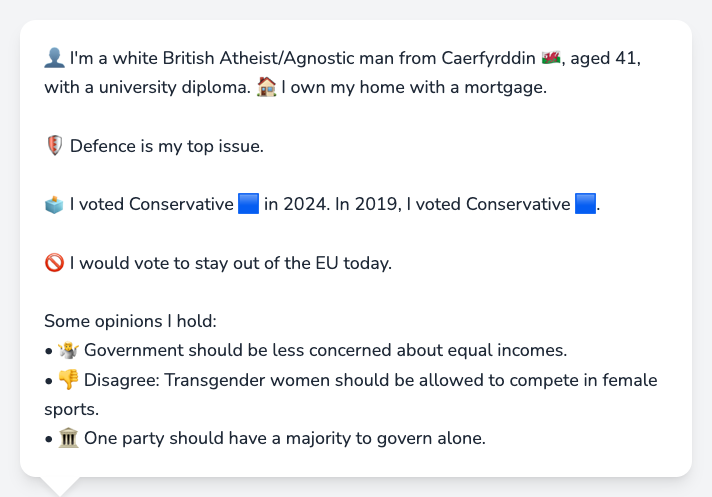 👤 I'm a white British Atheist/Agnostic man from Caerfyrddin 🏴󠁧󠁢󠁷󠁬󠁳󠁿, aged 41,
with a university diploma. 🏠 I own my home with a mortgage.
🛡️ Defence is my top issue.
🗳️ I voted Conservative 🟦 in 2024. In 2019, I voted Conservative 🟦.
🚫 I would vote to stay out of the EU today.
Some opinions I hold:
• 🤷 Government should be less concerned about equal incomes.
• 👎 Disagree: Transgender women should be allowed to compete in female
sports.
• 🏛️ One party should have a majority to govern alone.